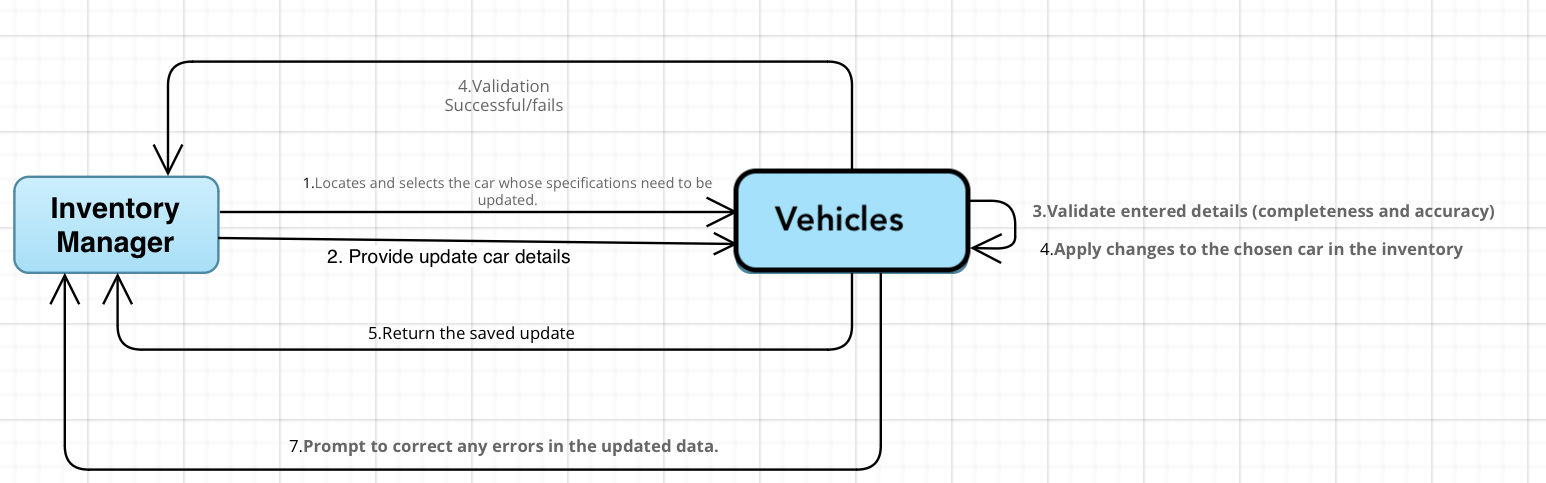 4.Validation
Successful/fails
1.Locates and selects the car whose specifications need to be
updated.
Inventory
Manager
Vehicles
3.Validate entered details (completeness and accuracy)
4.Apply changes to the chosen car in the inventory
2. Provide update car details
5.Return the saved update
7.Prompt to correct any errors in the updated data.